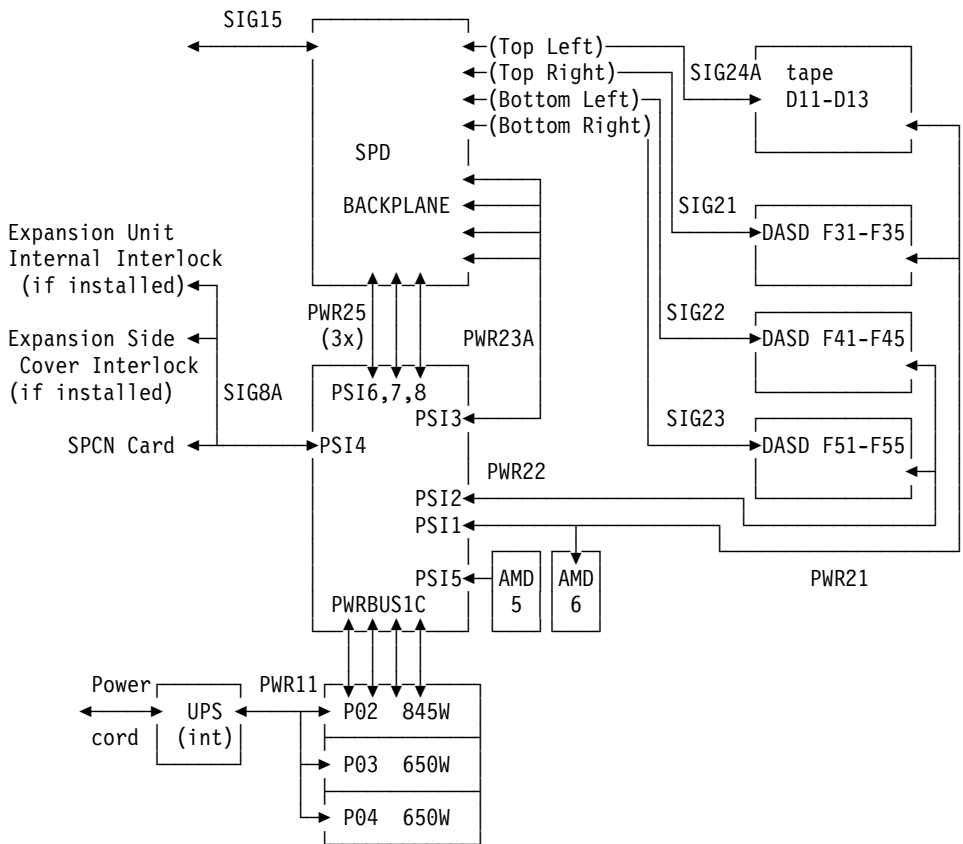 SIG15
(Top Left)
(Top Right)
(Bottom Left)
(Bottom Right)
SIG24A
tape
D11-D13
SPD
BACKPLANE
SIG21
DASD F31-F35
Expansion Unit
Internal Interlock
(if installed)
PWR25
(3x)
PWR23A
SIG22
DASD F41-F45
Expansion Side
Cover Interlock
(if installed)
SIG8A
PSI6,7,8
PSI3
SIG23
SPCN Card
PSI4
DASD F51-F55
PWR22
PSI2
PSI1
PSI5
AMD
5
AMD
6
PWR21
PWRBUS1C
Power
cord
UPS
(int)
PWR11
P02 845W
P03 650W
P04 650W